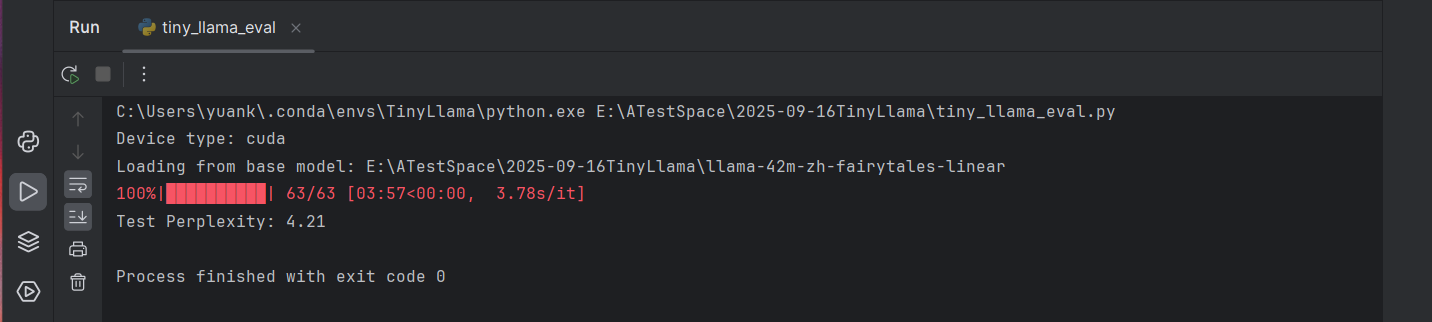 Run tiny_llama_eval
C:\Users\yuank\.conda\envs\TinyLlama\python.exe E:\ATestSpace\2025-09-16TinyLlama\tiny_llama_eval.py
Device type: cuda
Loading from base model: E:\ATestSpace\2025-09-16TinyLlama\llama-42m-zh-fairytales-linear
100%|██████████| 63/63 [03:57<00:00,  3.78s/it]
Test Perplexity: 4.21
Process finished with exit code 0